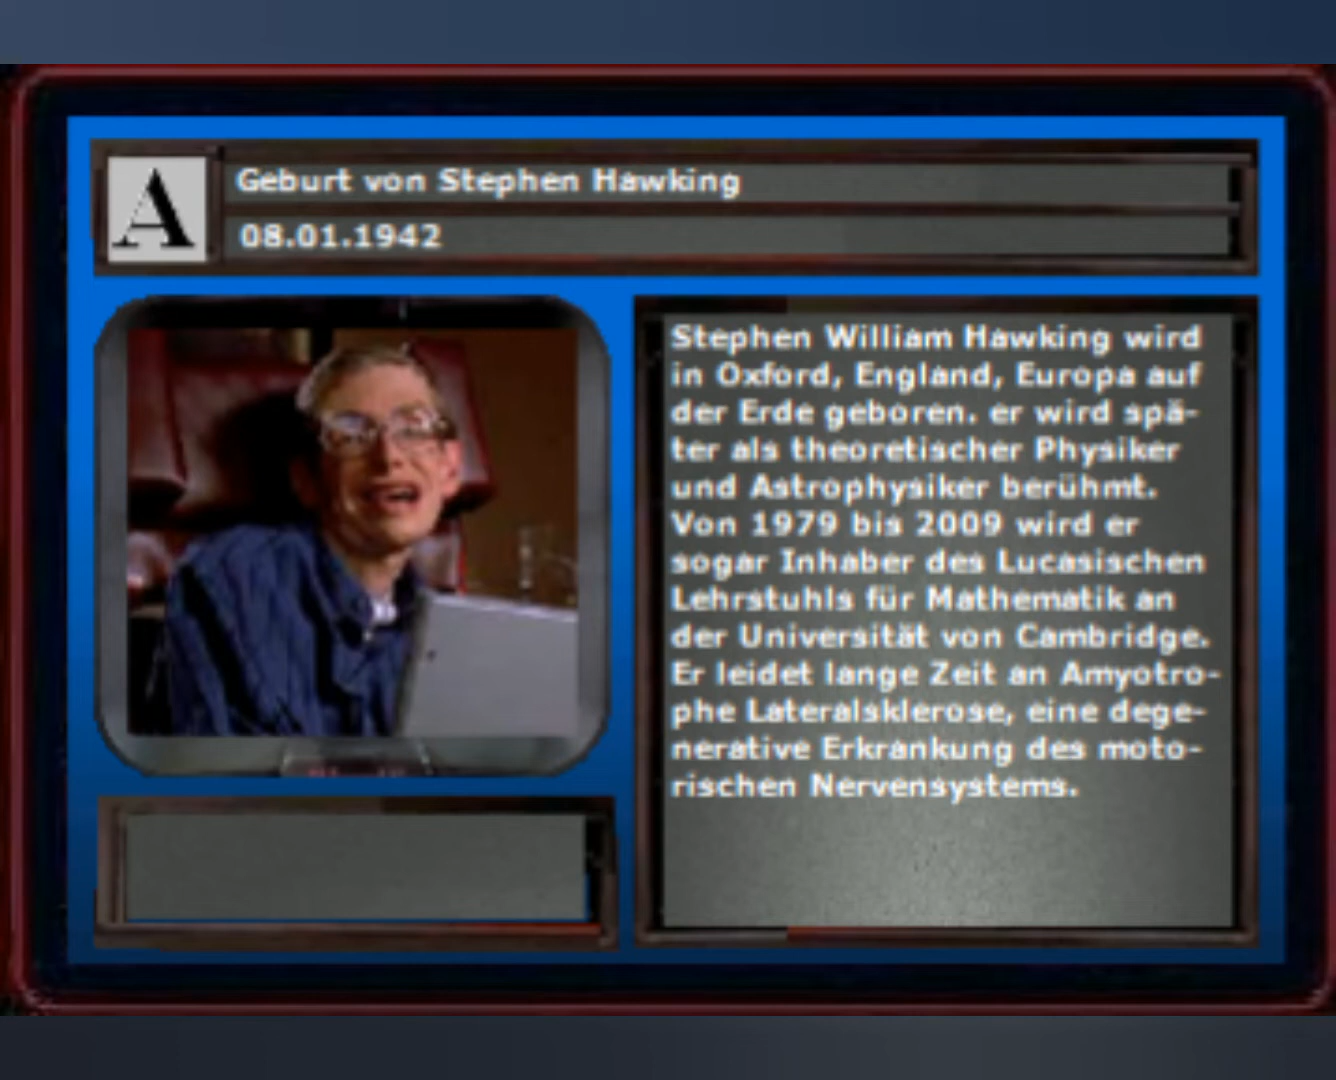 A
Geburt von Stephen Hawking
08.01.1942
Stephen William Hawking wird
in Oxford, England, Europa auf
der Erde geboren. er wird spä-
ter als theoretischer Physiker
und Astrophysiker berühmt.
Von 1979 bis 2009 wird er
sogar Inhaber des Lucasischen
Lehrstuhls für Mathematik an
der Universität von Cambridge.
Er leidet lange Zeit an Amyotro-
phe Lateralsklerose, eine dege-
nerative Erkrankung des moto-
rischen Nervensystems.